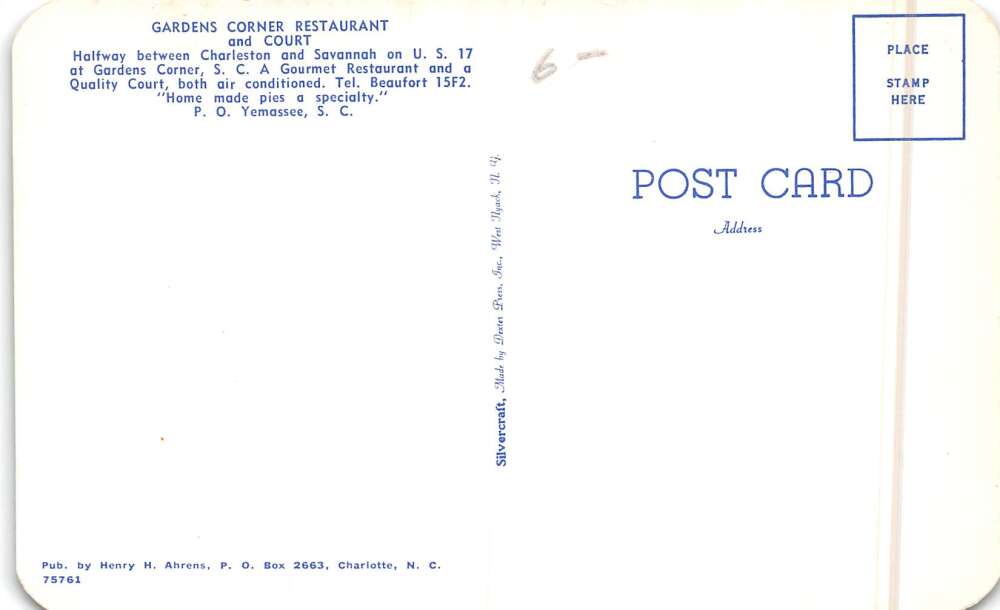 GARDENS CORNER RESTAURANT
and COURT
Halfway between Charleston and Savannah on U. S. 17
at Gardens Corner, S. C. A Gourmet Restaurant and a
Quality Court, both air conditioned. Tel. Beaufort 15F2.
"Home made pies a specialty."
P. O. Yemassee, S. C.
6 —
PLACE
STAMP
HERE
POST CARD
Address
Silvercraft, Made by Dexter Press, Inc., West Nyack, N. Y.
Pub. by Henry H. Ahrens, P. O. Box 2663, Charlotte, N. C.
75761